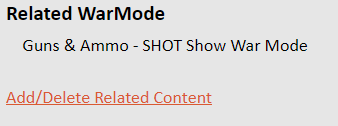 Related WarMode
Guns & Ammo - SHOT Show War Mode
Add/Delete Related Content